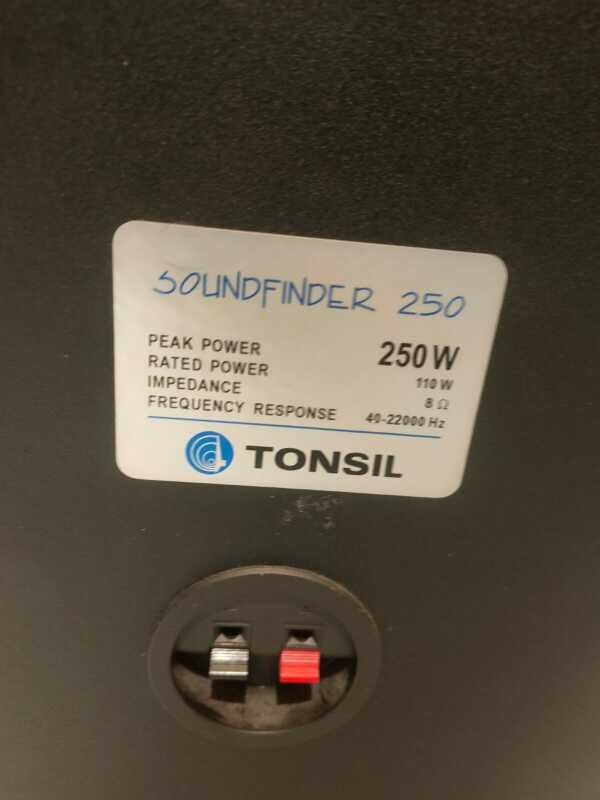 SOUNDFINDER 250
PEAK POWER 250 W
RATED POWER 110 W
IMPEDANCE 8 Ω
FREQUENCY RESPONSE 40-22000 Hz
TONSIL